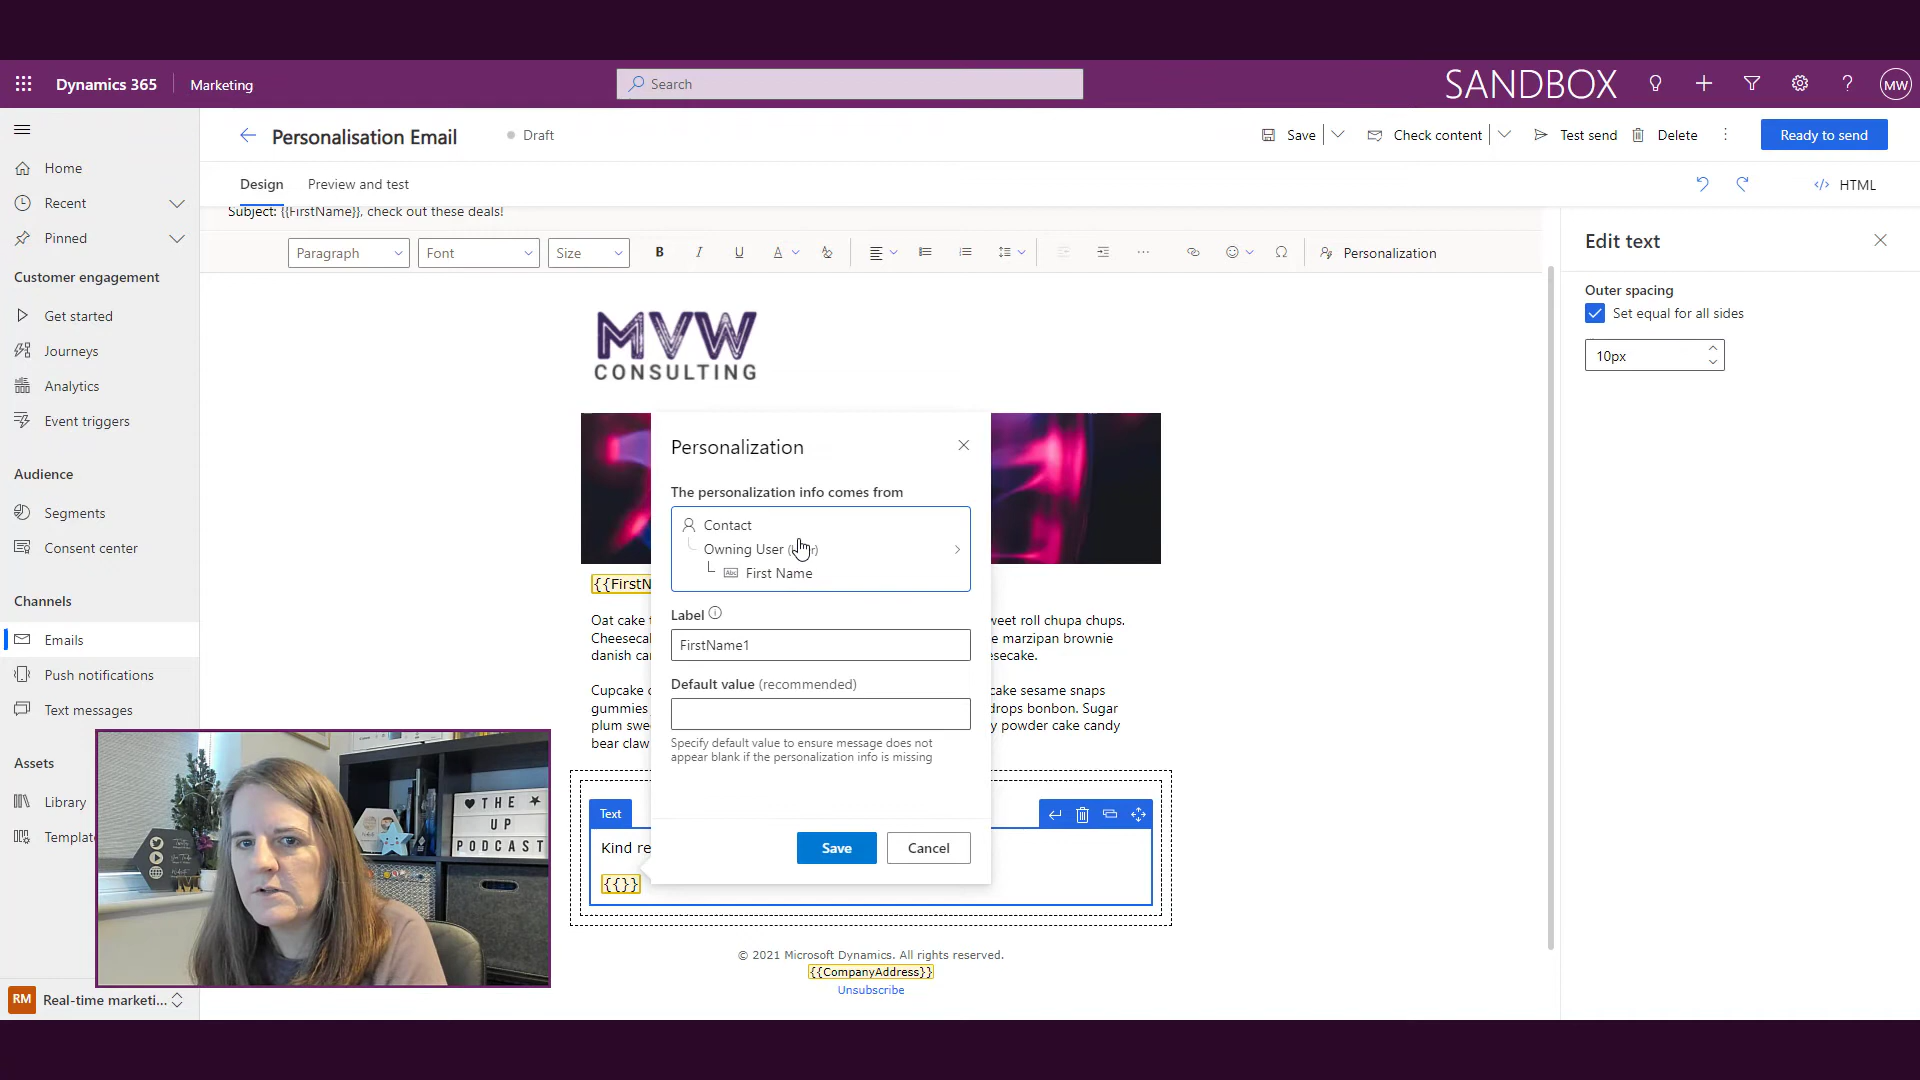 Dynamics 365
Marketing
Search
SANDBOX
MW
Personalisation Email
Draft
Save
Check content
Test send
Delete
Ready to send
Design
Preview and test
HTML
Subject: {{FirstName}}, check out these deals!
Paragraph
Font
Size
B
I
U
A
Personalization
Home
Recent
Pinned
Customer engagement
Get started
Journeys
Analytics
Event triggers
Audience
Segments
Consent center
Channels
Emails
Push notifications
Text messages
Assets
Library
Templat
RM
Real-time marketi...
MVW
CONSULTING
Personalization
The personalization info comes from
Contact
Owning User
Abc First Name
Label
FirstName1
Default value (recommended)
Specify default value to ensure message does not
appear blank if the personalization info is missing
Save
Cancel
{{FirstN
Oat cake
weet roll chupa chups.
Cheesecal
e marzipan brownie
danish ca
esecake.
Cupcake
cake sesame snaps
gummies
drops bonbon. Sugar
plum swe
y powder cake candy
bear claw
Text
Kind re
{{}}
© 2021 Microsoft Dynamics. All rights reserved.
{{CompanyAddress}}
Unsubscribe
Edit text
Outer spacing
Set equal for all sides
10px
THE
UP
PODCAST